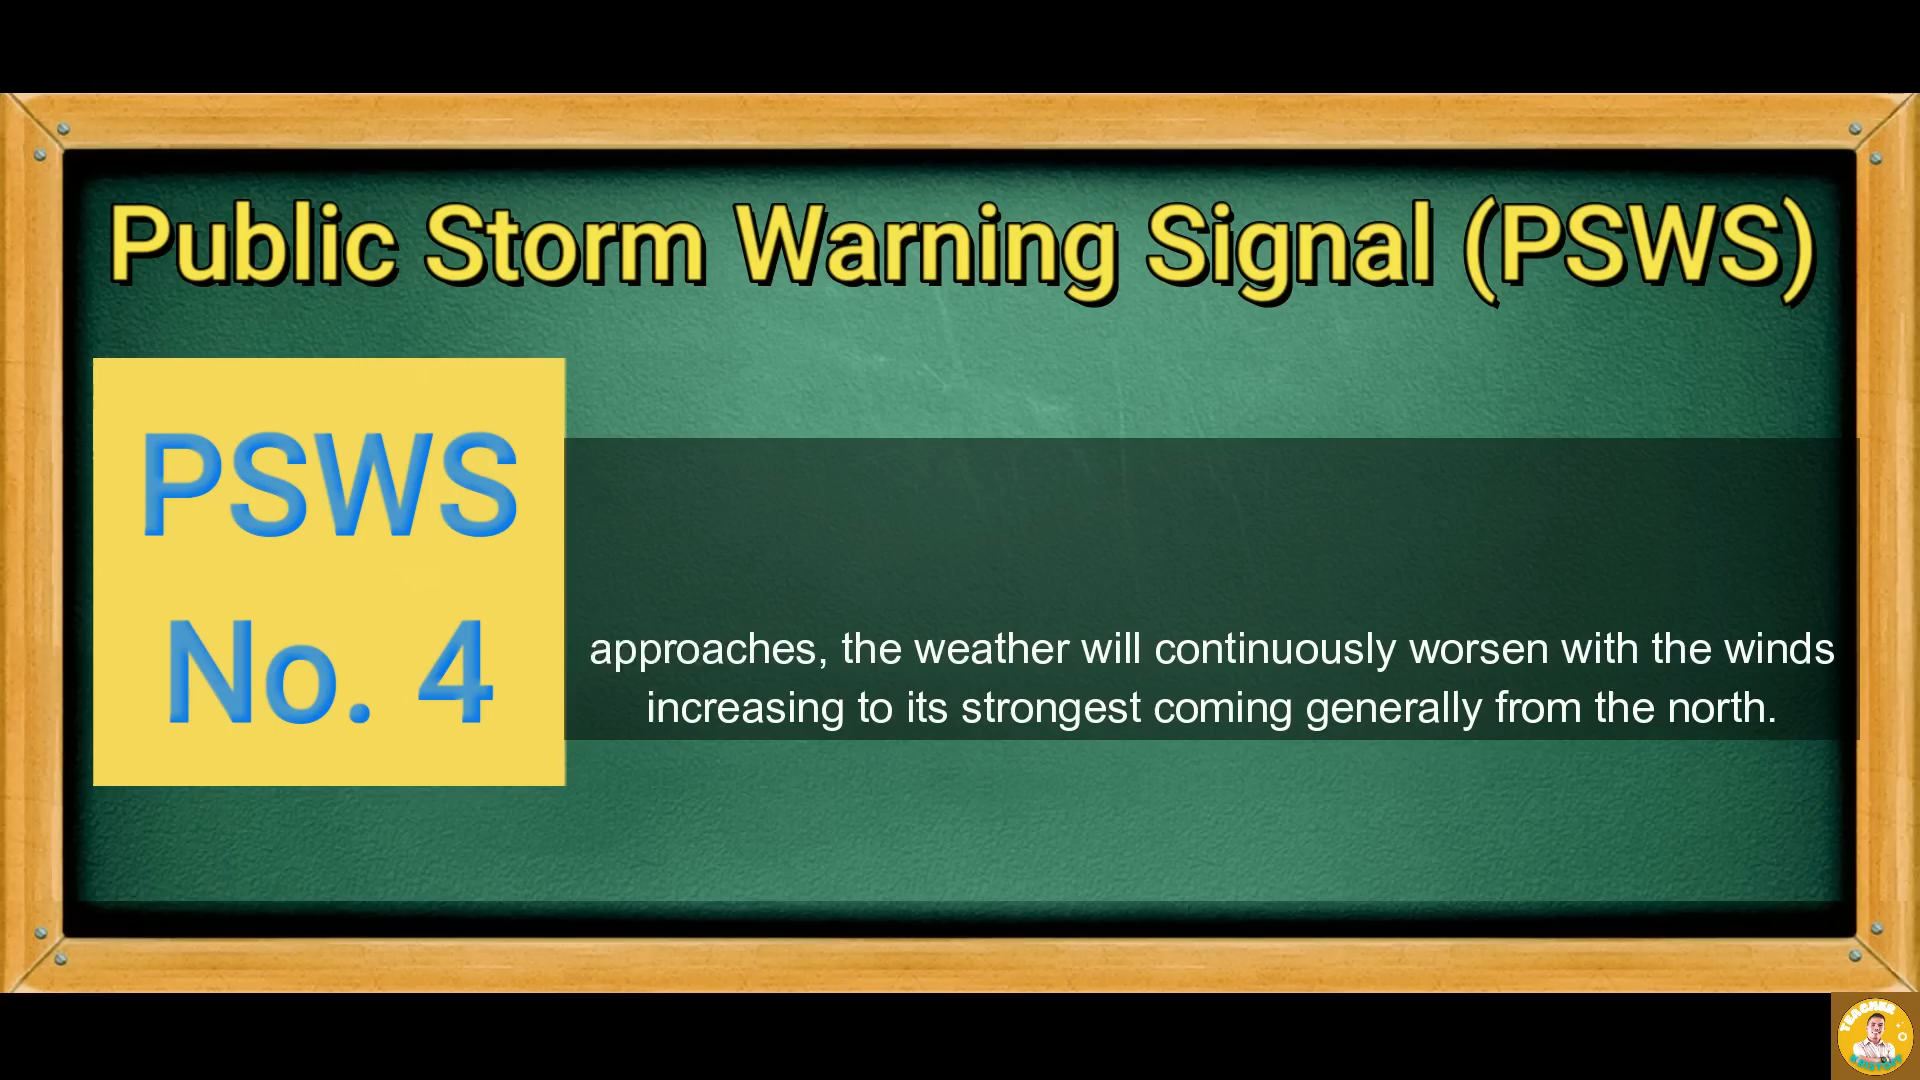 Public Storm Warning Signal (PSWS)
PSWS
No. 4
approaches, the weather will continuously worsen with the winds
increasing to its strongest coming generally from the north.
TEACHER